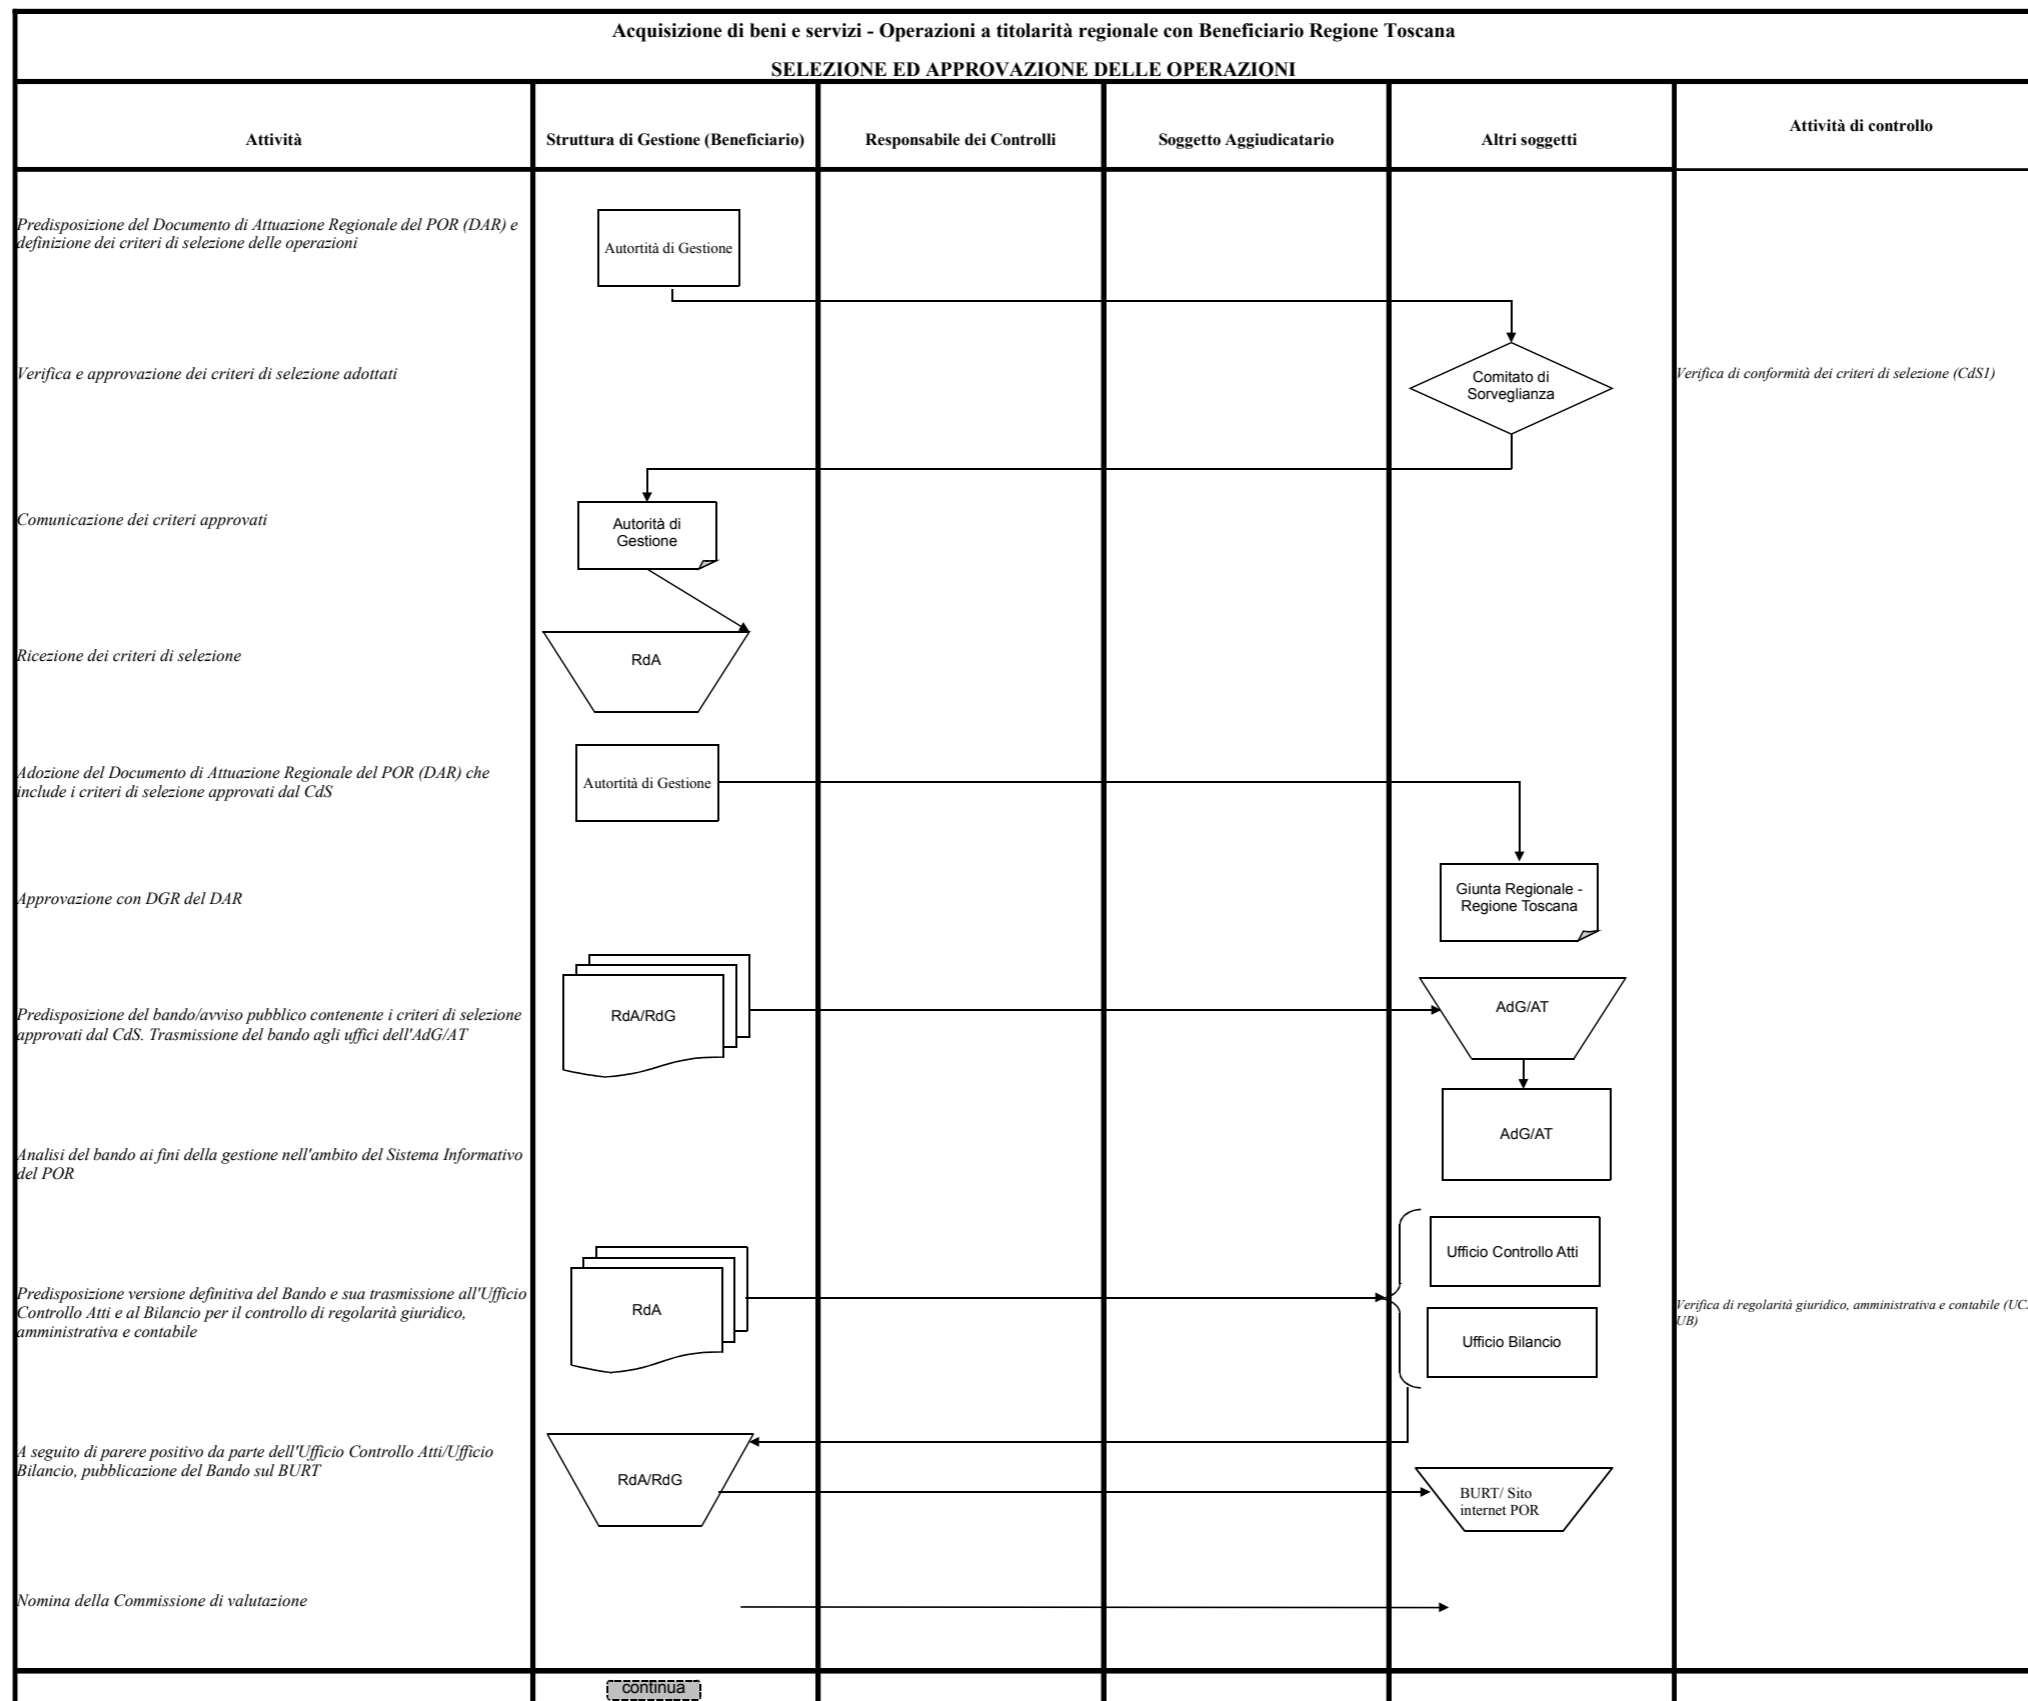 Acquisizione di beni e servizi - Operazioni a titolarità regionale con Beneficiario Regione Toscana
SELEZIONE ED APPROVAZIONE DELLE OPERAZIONI
Attività
Struttura di Gestione (Beneficiario)
Responsabile dei Controlli
Soggetto Aggiudicatario
Altri soggetti
Attività di controllo
Predisposizione del Documento di Attuazione Regionale del POR (DAR) e
definizione dei criteri di selezione delle operazioni
Autortità di Gestione
Verifica e approvazione dei criteri di selezione adottati
Comitato di
Sorveglianza
Verifica di conformità dei criteri di selezione (CdS1)
Comunicazione dei criteri approvati
Autorità di
Gestione
Ricezione dei criteri di selezione
RdA
Adozione del Documento di Attuazione Regionale del POR (DAR) che
include i criteri di selezione approvati dal CdS
Autortità di Gestione
Approvazione con DGR del DAR
Giunta Regionale -
Regione Toscana
Predisposizione del bando/avviso pubblico contenente i criteri di selezione
approvati dal CdS. Trasmissione del bando agli uffici dell'AdG/AT
RdA/RdG
AdG/AT
Analisi del bando ai fini della gestione nell'ambito del Sistema Informativo
del POR
AdG/AT
Predisposizione versione definitiva del Bando e sua trasmissione all'Ufficio
Controllo Atti e al Bilancio per il controllo di regolarità giuridico,
amministrativa e contabile
RdA
Ufficio Controllo Atti
Ufficio Bilancio
Verifica di regolarità giuridico, amministrativa e contabile (UC
UB)
A seguito di parere positivo da parte dell'Ufficio Controllo Atti/Ufficio
Bilancio, pubblicazione del Bando sul BURT
RdA/RdG
BURT/ Sito
internet POR
Nomina della Commissione di valutazione
continua